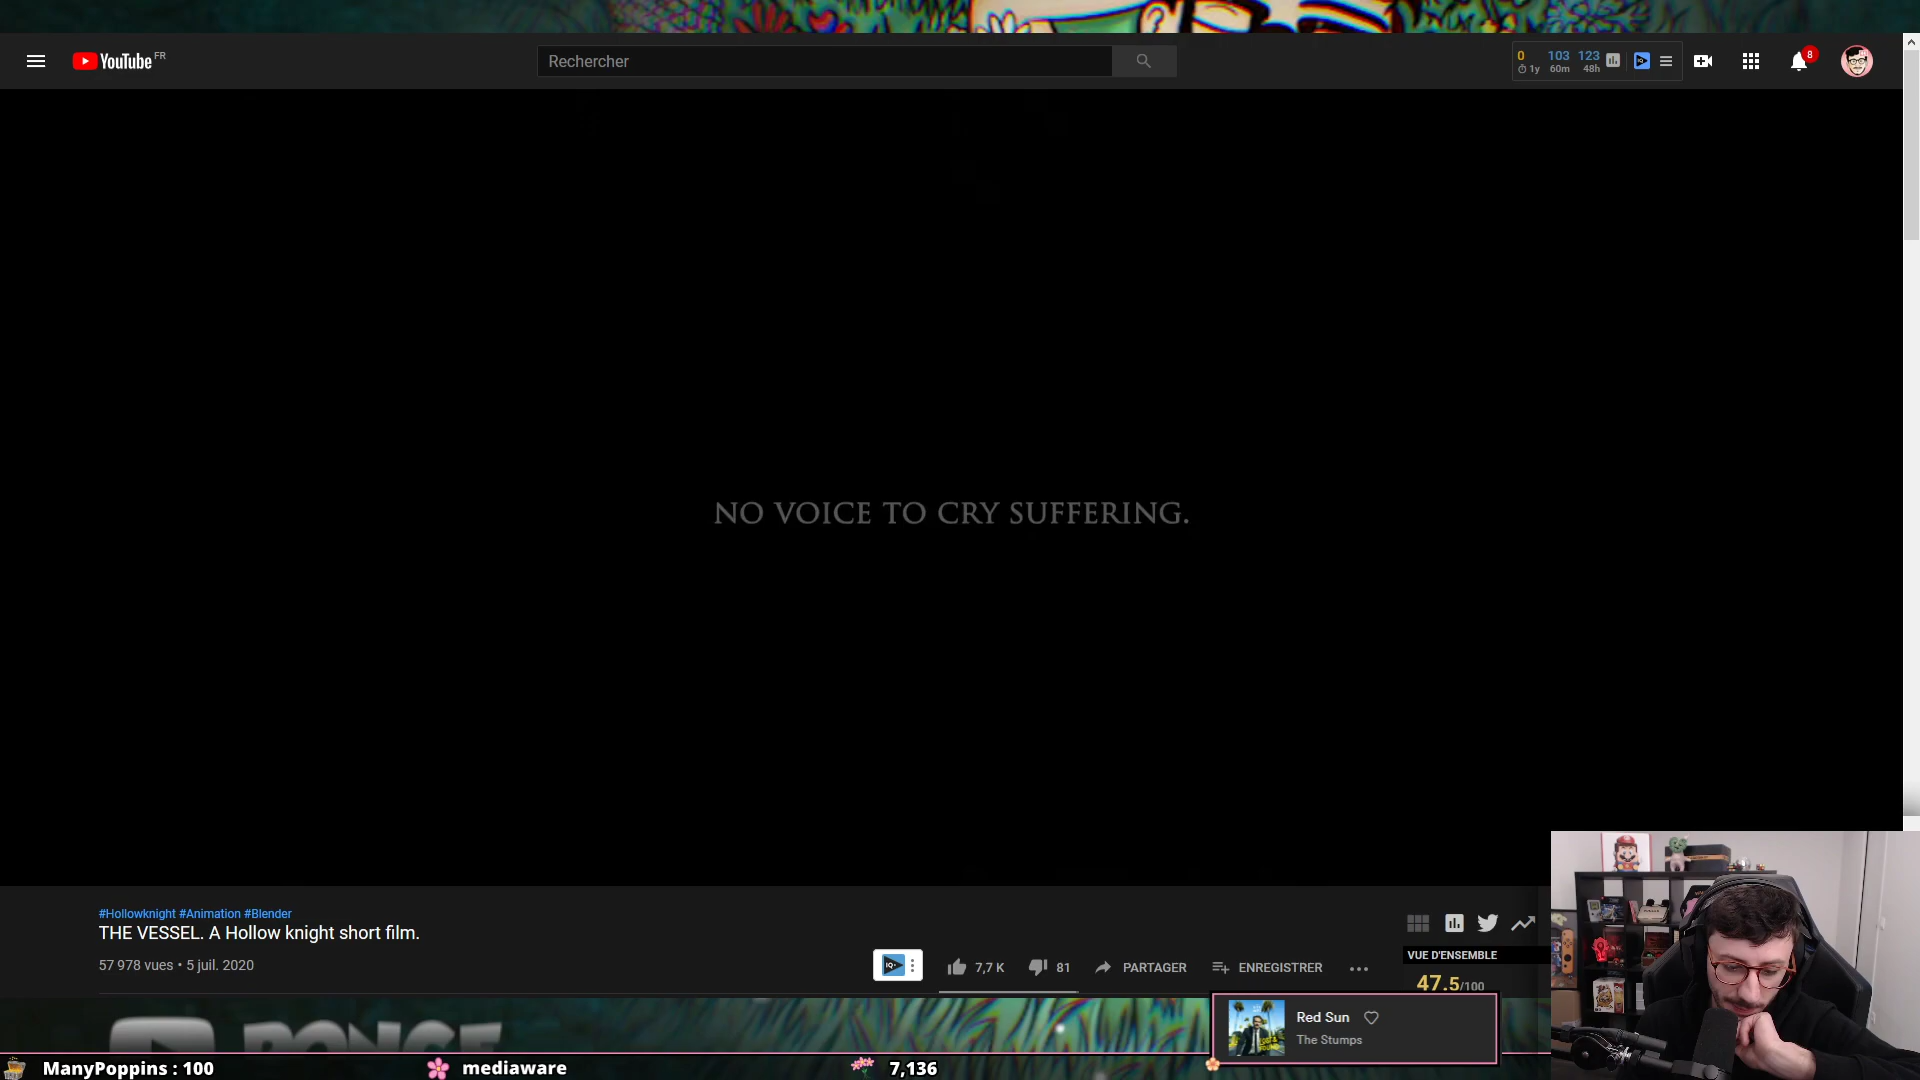 YouTube FR
Rechercher
0 103 123
1y 60m 48h
8
NO VOICE TO CRY SUFFERING.
#Hollowknight #Animation #Blender
THE VESSEL. A Hollow knight short film.
57 978 vues • 5 juil. 2020
IQ
7,7 K
81
PARTAGER
ENREGISTRER
VUE D'ENSEMBLE
47.5/100
PONCE
Red Sun
The Stumps
ManyPoppins : 100
mediaware
7,136